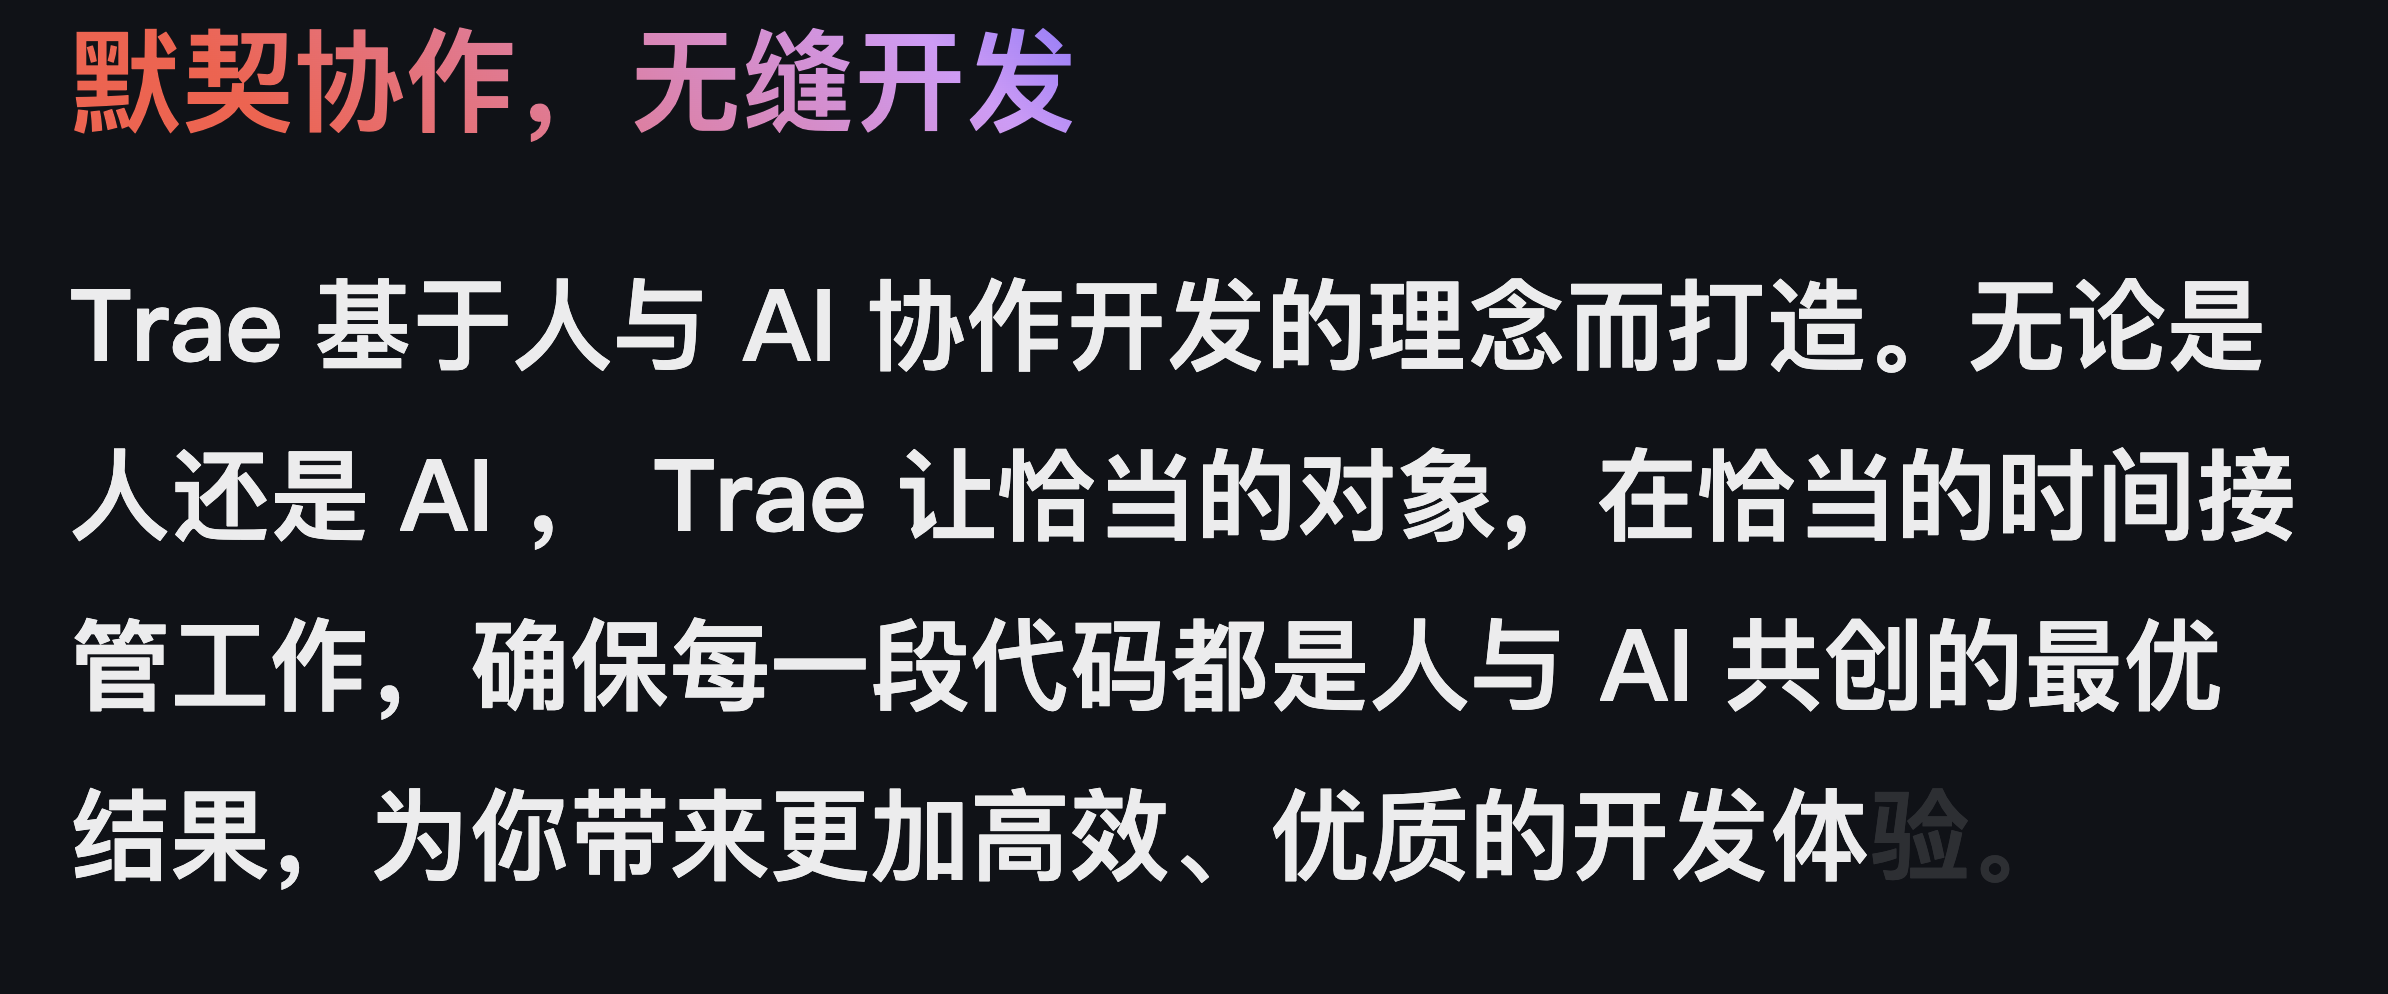 默契协作，无缝开发
Trae 基于人与 AI 协作开发的理念而打造。无论是
人还是 AI ， Trae 让恰当的对象，在恰当的时间接
管工作，确保每一段代码都是人与 AI 共创的最优
结果，为你带来更加高效、优质的开发体验。